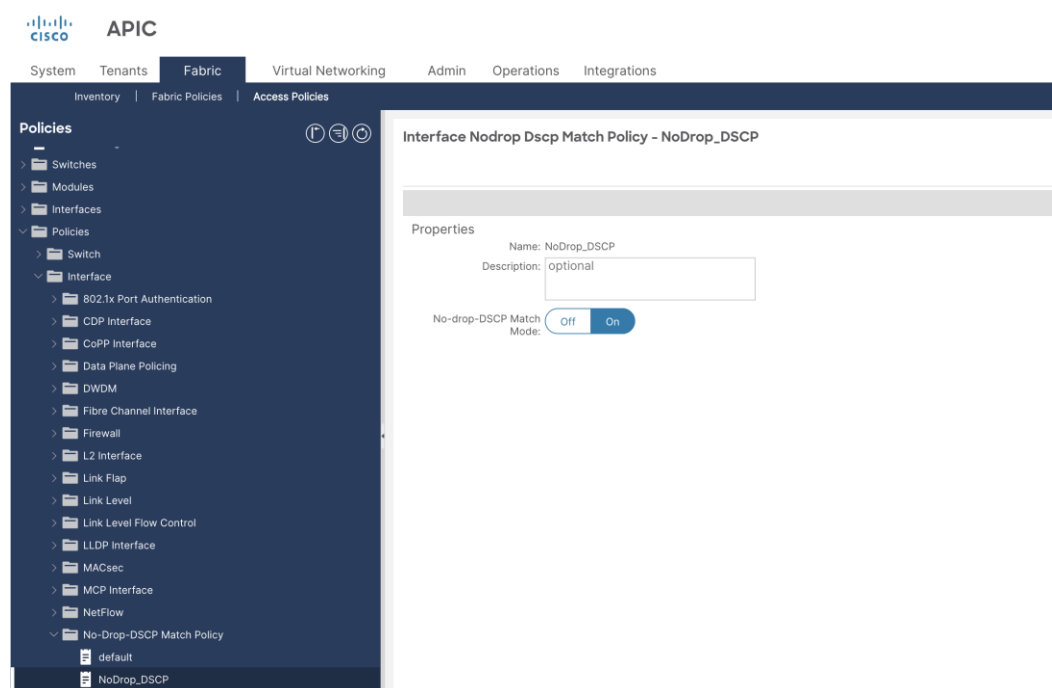 CISCO
APIC
System Tenants Fabric Virtual Networking Admin Operations Integrations
Inventory | Fabric Policies | Access Policies
Policies
Interface Nodrop Dscp Match Policy - NoDrop_DSCP
Switches
Modules
Interfaces
Policies
Switch
Interface
802.1x Port Authentication
CDP Interface
CoPP Interface
Data Plane Policing
DWDM
Fibre Channel Interface
Firewall
L2 Interface
Link Flap
Link Level
Link Level Flow Control
LLDP Interface
MACsec
MCP Interface
NetFlow
No-Drop-DSCP Match Policy
default
NoDrop_DSCP
Properties
Name: NoDrop_DSCP
Description: optional
No-drop-DSCP Match
Mode:
Off On